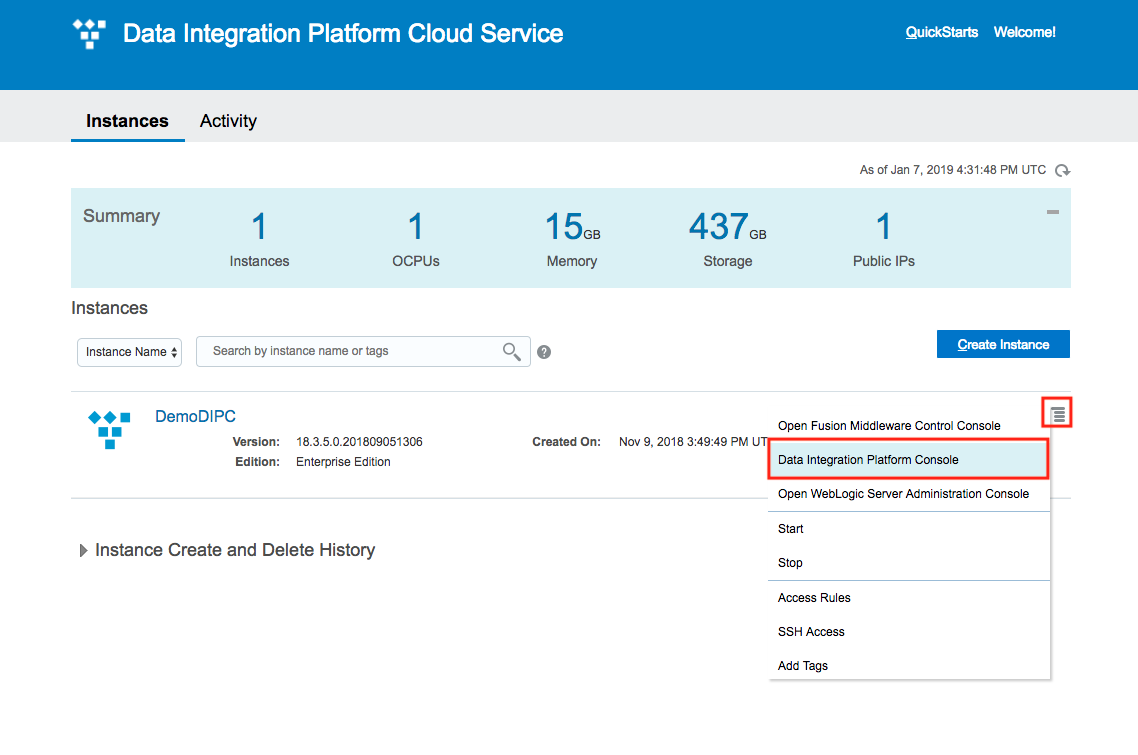 Data Integration Platform Cloud Service
QuickStarts Welcome!
Instances Activity
As of Jan 7, 2019 4:31:48 PM UTC
Summary
1 1 15GB 437GB 1
Instances OCPUs Memory Storage Public IPs
Instances
Instance Name Search by instance name or tags ?
Create Instance
DemoDIPC
Version: 18.3.5.0.201809051306 Created On: Nov 9, 2018 3:49:49 PM UT
Edition: Enterprise Edition
Open Fusion Middleware Control Console
Data Integration Platform Console
Open WebLogic Server Administration Console
Start
Stop
Access Rules
SSH Access
Add Tags
Instance Create and Delete History